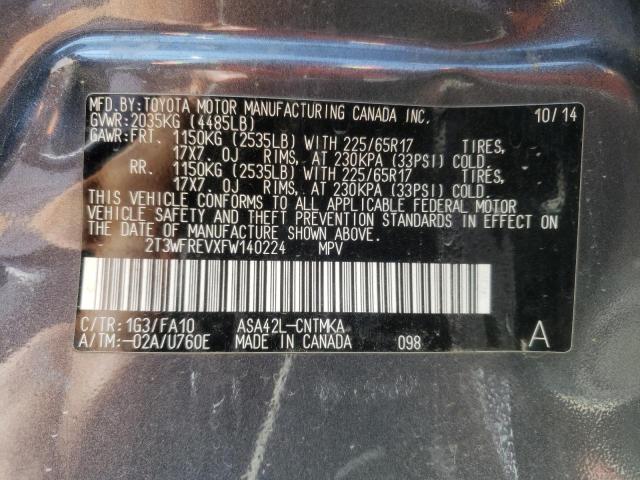 MFD.BY:TOYOTA MOTOR MANUFACTURING CANADA INC. 10/14
GVWR:2035KG (4485LB)
GAWR:FRT. 1150KG (2535LB) WITH 225/65R17 TIRES,
17X7.0J RIMS, AT 230KPA (33PSI) COLD.
RR. 1150KG (2535LB) WITH 225/65R17 TIRES,
17X7.0J RIMS, AT 230KPA (33PSI) COLD.
THIS VEHICLE CONFORMS TO ALL APPLICABLE FEDERAL MOTOR
VEHICLE SAFETY AND THEFT PREVENTION STANDARDS IN EFFECT ON
THE DATE OF MANUFACTURE SHOWN ABOVE.
2T3WFREVXFW140224 MPV
C/TR:1G3/FA10 ASA42L-CNTMKA
A/TM:-02A/U760E MADE IN CANADA 098 A